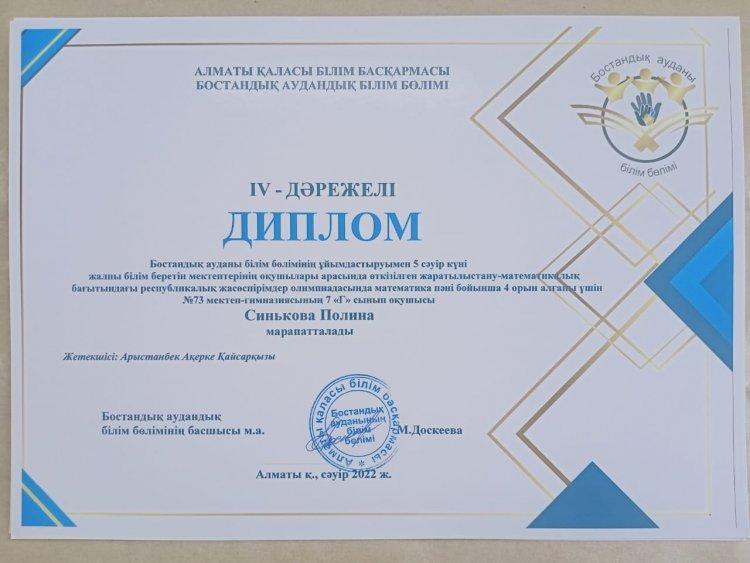 АЛМАТЫ ҚАЛАСЫ БІЛІМ БАСҚАРМАСЫ
БОСТАНДЫҚ АУДАНДЫҚ БІЛІМ БӨЛІМІ
Бостандық ауданы
білім бөлімі
IV - ДӘРЕЖЕЛІ
ДИПЛОМ
Бостандық ауданы білім бөлімінің ұйымдастыруымен 5 сәуір күні
жалпы білім беретін мектептерінің оқушылары арасында өткізілген жаратылыстану-математикалық
бағытындағы республикалық жасөспірімдер олимпиадасында математика пәні бойынша 4 орын алғаны үшін
№73 мектеп-гимназиясының 7 «Г» сынып оқушысы
Синькова Полина
марапатталады
Жетекшісі: Арыстанбек Ақерке Қайсарқызы
Бостандық аудандық
білім бөлімінің басшысы м.а.
М.Доскеева
Алматы қаласы білім басқармасы
Бостандық
ауданының
білім
бөлімі
Алматы қ., сәуір 2022 ж.